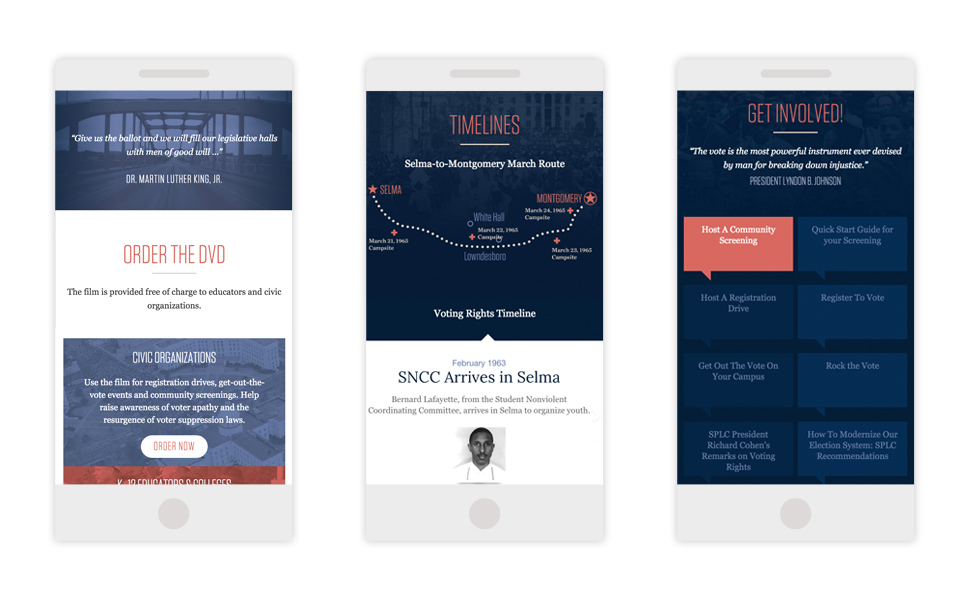 “Give us the ballot and we will fill our legislative halls
with men of good will ...”
DR. MARTIN LUTHER KING, JR.
ORDER THE DVD
The film is provided free of charge to educators and civic
organizations.
CIVIC ORGANIZATIONS
Use the film for registration drives, get-out-the-
vote events and community screenings. Help
raise awareness of voter apathy and the
resurgence of voter suppression laws.
ORDER NOW
K-12 EDUCATORS & COLLEGES
TIMELINES
Selma-to-Montgomery March Route
SELMA
MONTGOMERY
March 24, 1965
Campsite
White Hall
March 22, 1965
Campsite
March 21, 1965
Campsite
March 23, 1965
Campsite
Lowndesboro
Voting Rights Timeline
February 1963
SNCC Arrives in Selma
Bernard Lafayette, from the Student Nonviolent
Coordinating Committee, arrives in Selma to organize youth.
GET INVOLVED!
“The vote is the most powerful instrument ever devised
by man for breaking down injustice.”
PRESIDENT LYNDON B. JOHNSON
Host A Community
Screening
Quick Start Guide for
your Screening
Host A Registration
Drive
Register To Vote
Get Out The Vote On
Your Campus
Rock the Vote
SPLC President
Richard Cohen’s
Remarks on Voting
Rights
How To Modernize Our
Election System: SPLC
Recommendations